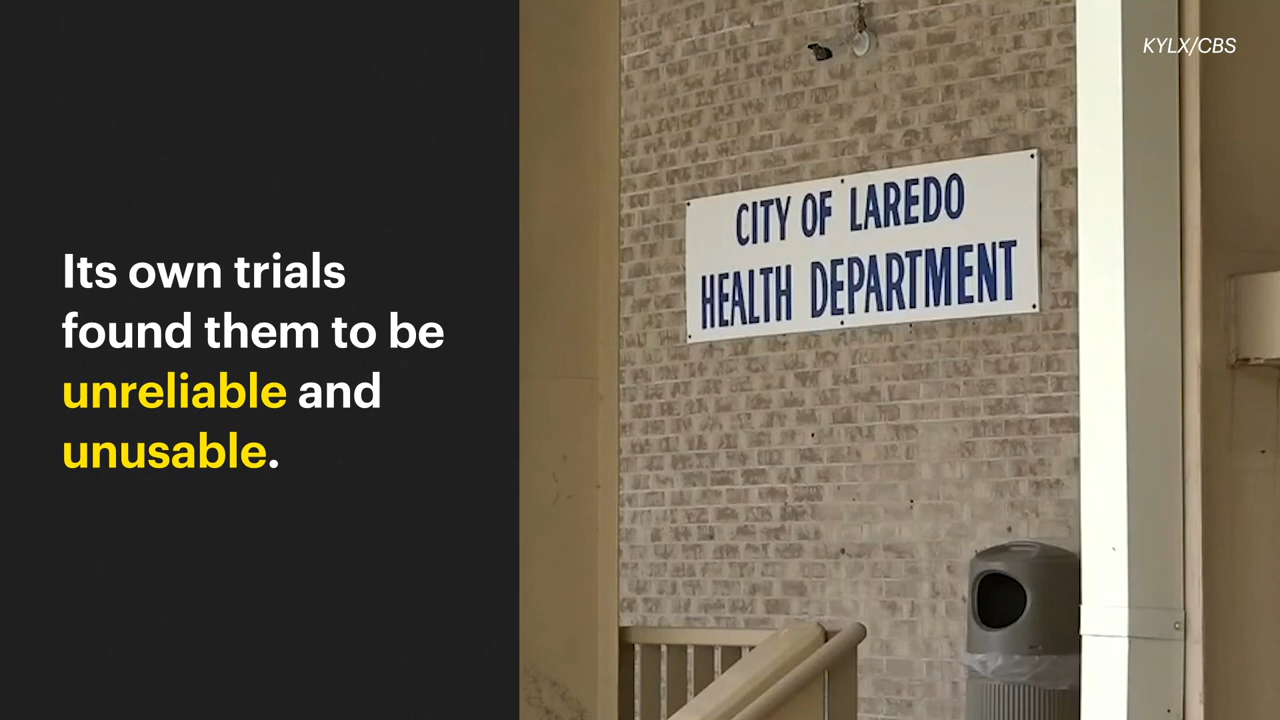 Its own trials
found them to be
unreliable and
unusable.
KYLX/CBS
CITY OF LAREDO
HEALTH DEPARTMENT